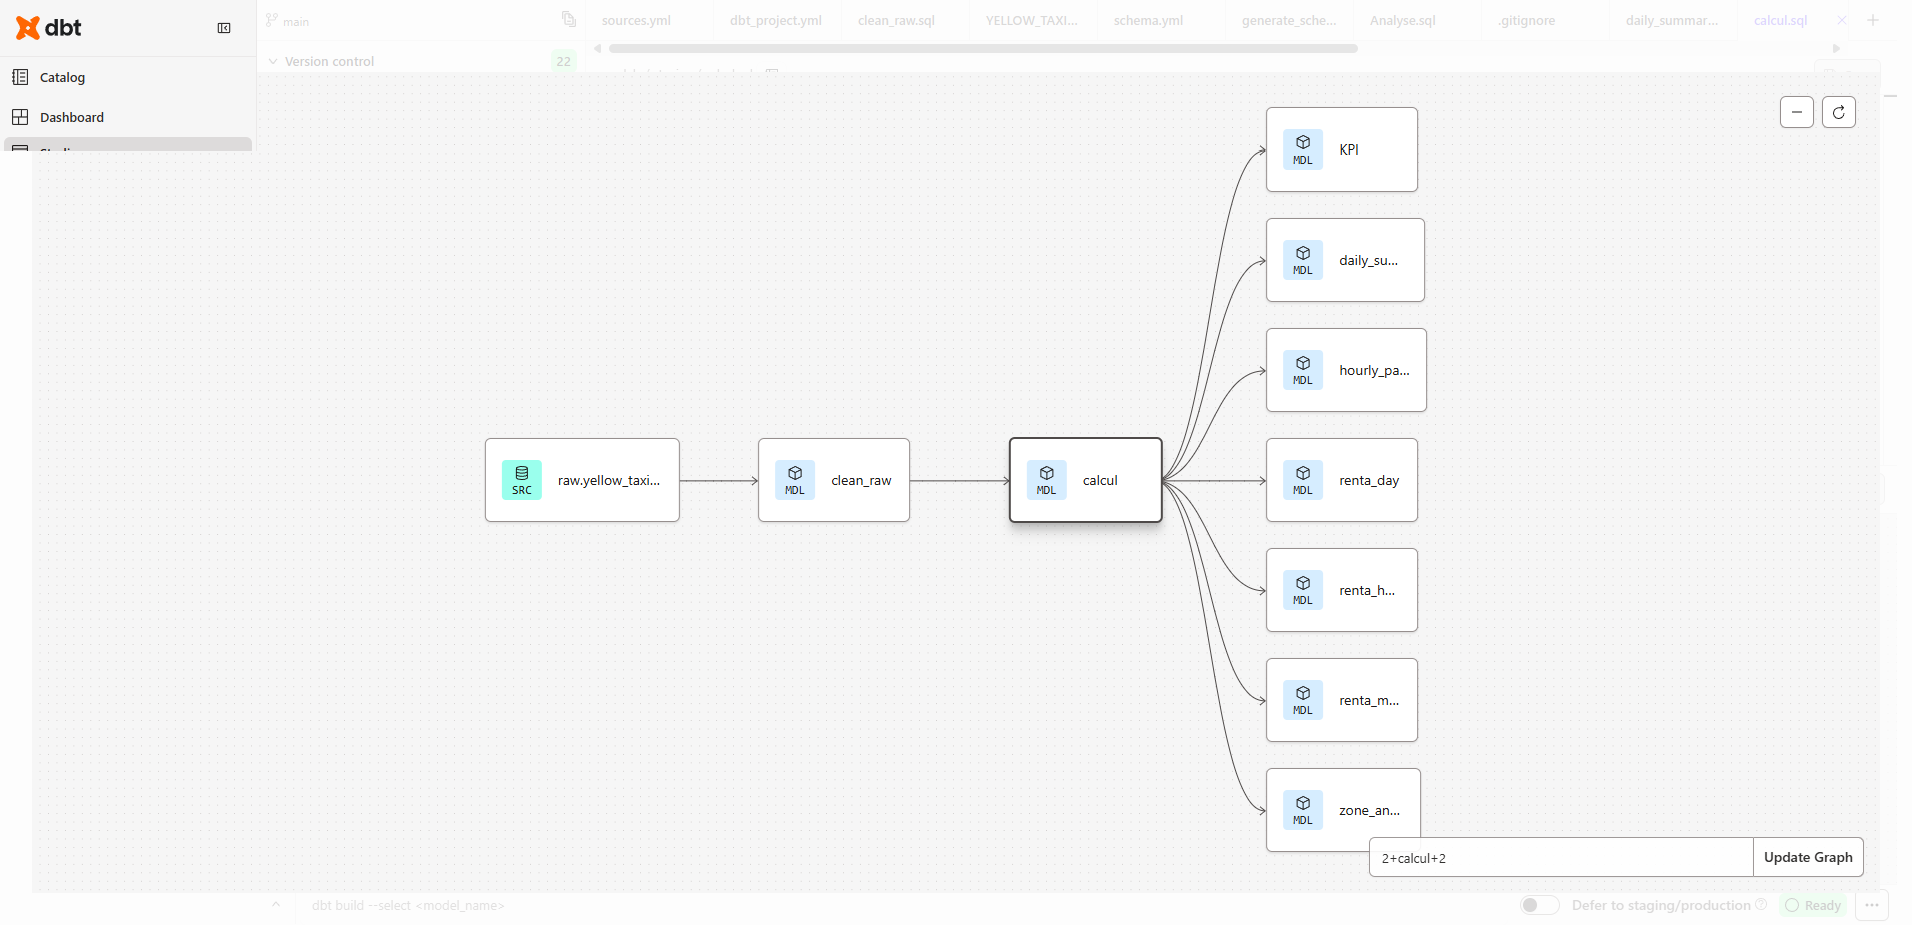 dbt
main
sources.yml
dbt_project.yml
clean_raw.sql
YELLOW_TAXI...
schema.yml
generate_sche...
Analyse.sql
.gitignore
daily_summar...
calcul.sql
Version control
22
Catalog
Dashboard
MDL
KPI
MDL
daily_su...
MDL
hourly_pa...
SRC
raw.yellow_taxi...
MDL
clean_raw
MDL
calcul
MDL
renta_day
MDL
renta_h...
MDL
renta_m...
MDL
zone_an...
2+calcul+2
Update Graph
dbt build --select <model_name>
Defer to staging/production
Ready